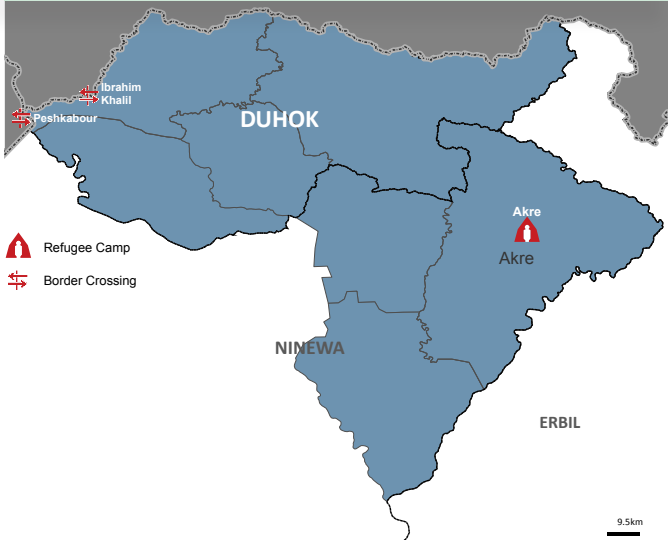 Ibrahim
Khalil
Peshkabour
DUHOK
Akre
Akre
Refugee Camp
Border Crossing
NINEWA
ERBIL
9.5km